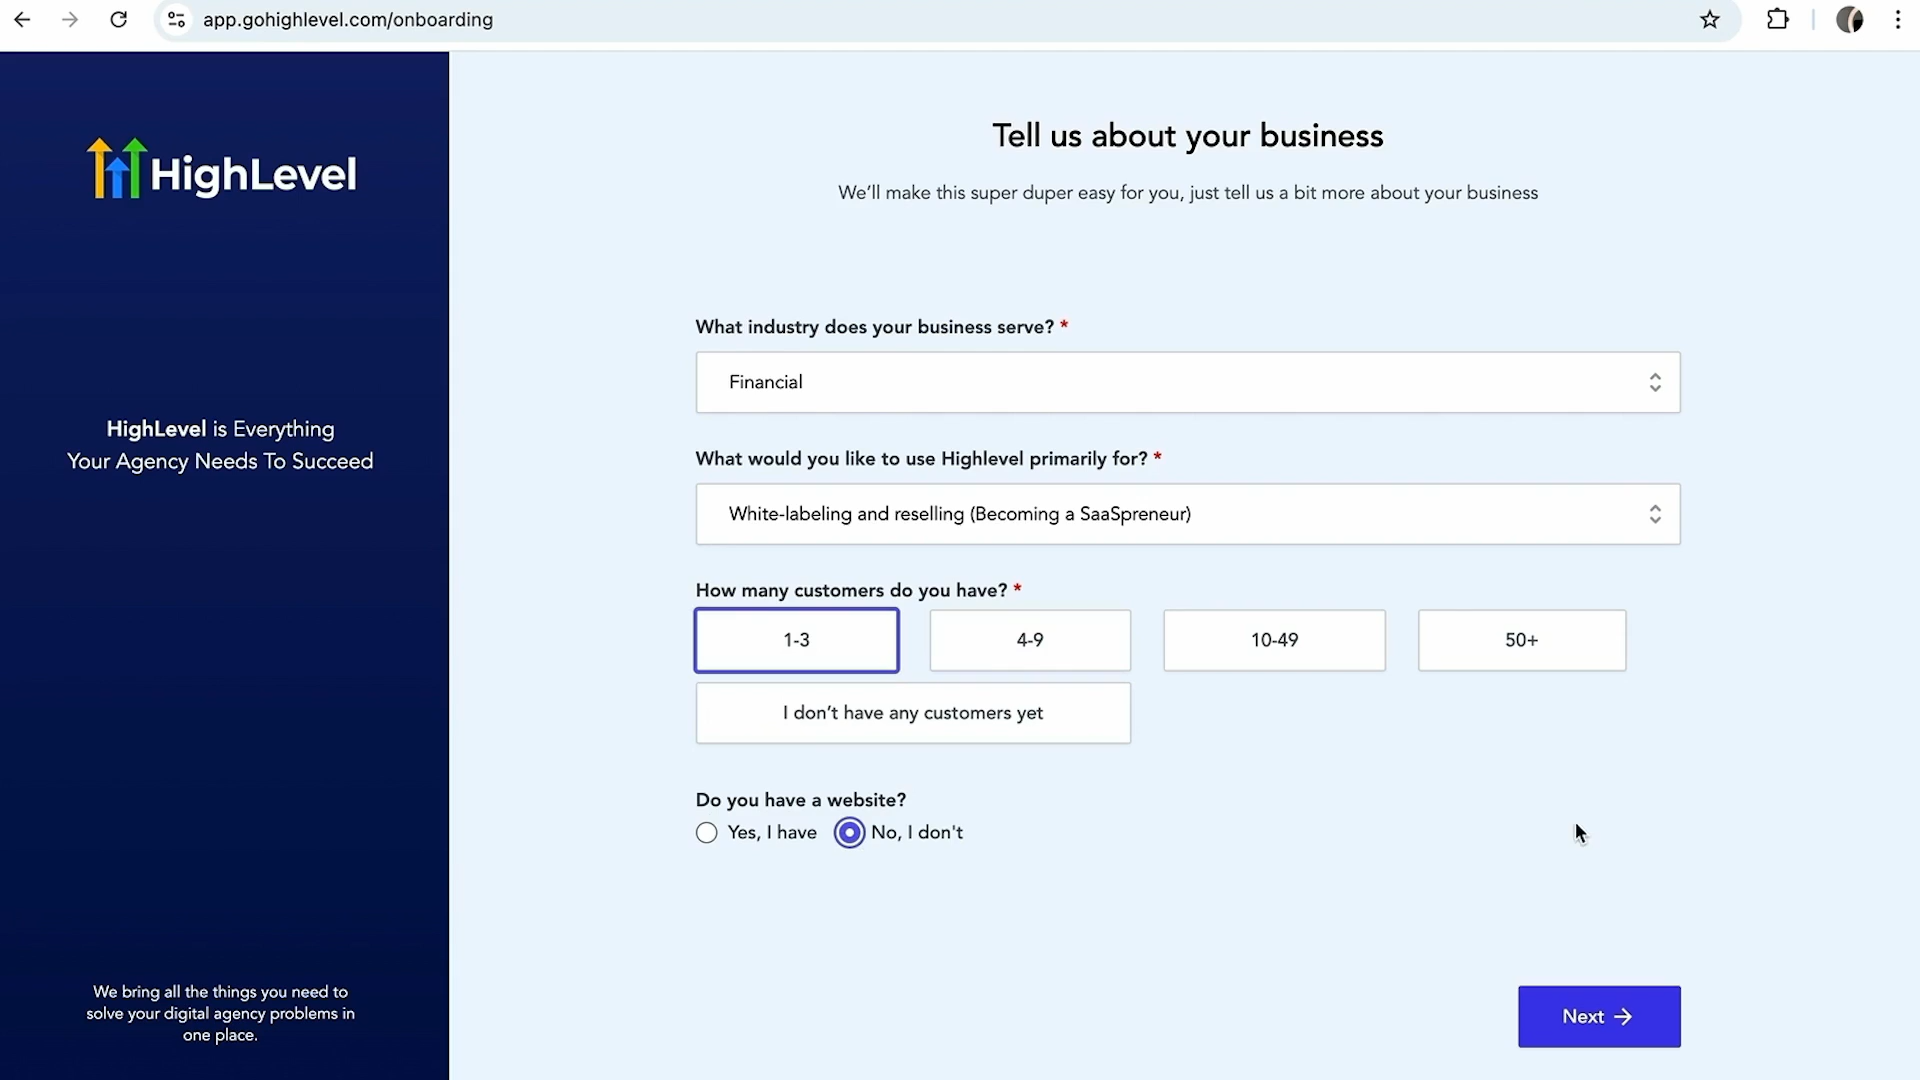 app.gohighlevel.com/onboarding
HighLevel
HighLevel is Everything
Your Agency Needs To Succeed
We bring all the things you need to
solve your digital agency problems in
one place.
Tell us about your business
We’ll make this super duper easy for you, just tell us a bit more about your business
What industry does your business serve? *
Financial
What would you like to use Highlevel primarily for? *
White-labeling and reselling (Becoming a SaaSpreneur)
How many customers do you have? *
1-3 4-9 10-49 50+
I don’t have any customers yet
Do you have a website?
Yes, I have No, I don't
Next